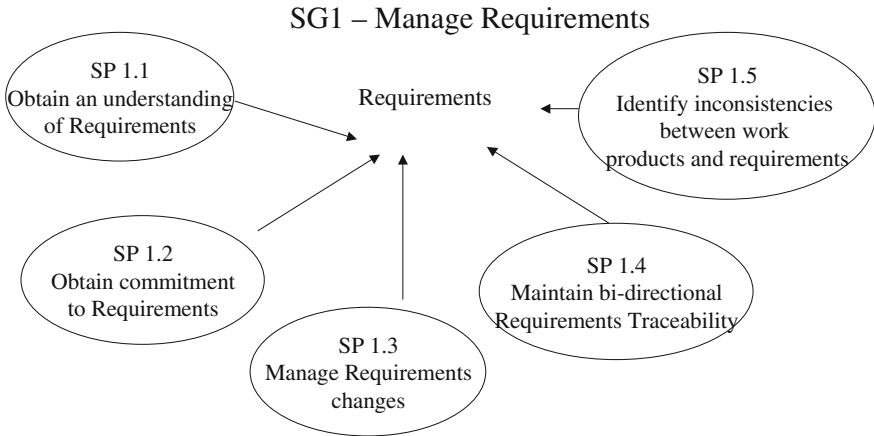 SG1 – Manage Requirements
SP 1.1
Obtain an understanding
of Requirements
Requirements
SP 1.5
Identify inconsistencies
between work
products and requirements
SP 1.2
Obtain commitment
to Requirements
SP 1.3
Manage Requirements
changes
SP 1.4
Maintain bi-directional
Requirements Traceability